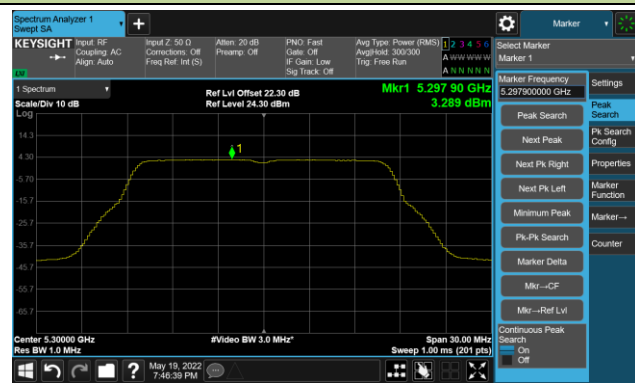 Spectrum Analyzer 1
Swept SA
Marker
KEYSIGHT
Input: RF
Coupling: AC
Align: Auto
Input Z: 50 Ω
Corrections: Off
Freq Ref: Int (S)
Atten: 20 dB
Preamp: Off
PNO: Fast
Gate: Off
IF Gain: Low
Sig Track: Off
Avg Type: Power (RMS)
Avg|Hold: 300/300
Trig: Free Run
1 2 3 4 5 6
A W W W W W
A N N N N N
Select Marker
Marker 1
1 Spectrum
Scale/Div 10 dB
Log
Ref Lvl Offset 22.30 dB
Ref Level 24.30 dBm
Mkr1 5.297 90 GHz
3.289 dBm
Marker Frequency
5.297900000 GHz
Settings
Peak Search
Peak
Search
Next Peak
Pk Search
Config
Next Pk Right
Properties
Next Pk Left
Marker
Function
Minimum Peak
Marker→
Pk-Pk Search
Counter
Marker Delta
Mkr→CF
Mkr→Ref Lvl
Continuous Peak
Search
On
Off
14.3
4.30
-5.70
-15.7
-25.7
-35.7
-45.7
-55.7
-65.7
1
Center 5.30000 GHz
Res BW 1.0 MHz
#Video BW 3.0 MHz*
Span 30.00 MHz
Sweep 1.00 ms (201 pts)
May 19, 2022
7:46:39 PM